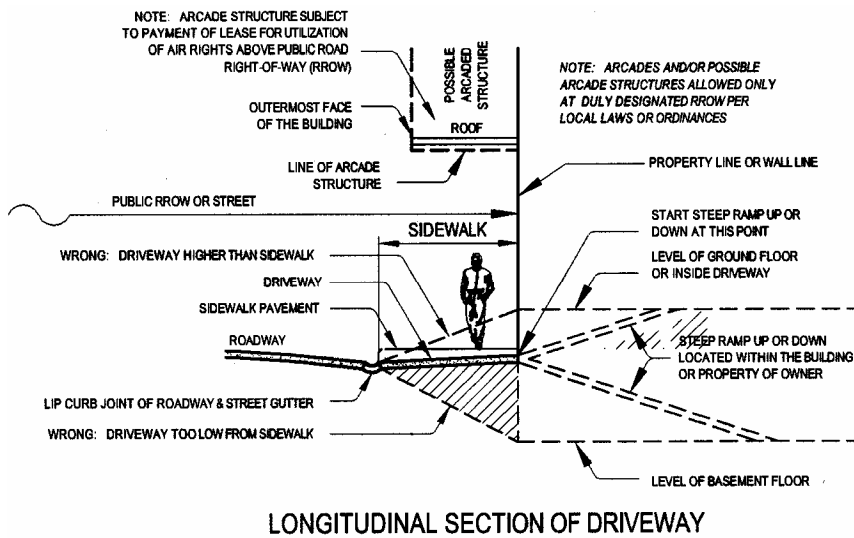 NOTE: ARCADE STRUCTURE SUBJECT
TO PAYMENT OF LEASE FOR UTILIZATION
OF AIR RIGHTS ABOVE PUBLIC ROAD
RIGHT-OF-WAY (RROW)
POSSIBLE
ARCADED
STRUCTURE
NOTE: ARCADES AND/OR POSSIBLE
ARCADE STRUCTURES ALLOWED ONLY
AT DULY DESIGNATED RROW PER
LOCAL LAWS OR ORDINANCES
OUTERMOST FACE
OF THE BUILDING
ROOF
LINE OF ARCADE
STRUCTURE
PROPERTY LINE OR WALL LINE
PUBLIC RROW OR STREET
START STEEP RAMP UP OR
DOWN AT THIS POINT
SIDEWALK
WRONG: DRIVEWAY HIGHER THAN SIDEWALK
LEVEL OF GROUND FLOOR
OR INSIDE DRIVEWAY
DRIVEWAY
SIDEWALK PAVEMENT
ROADWAY
STEEP RAMP UP OR DOWN
LOCATED WITHIN THE BUILDING
OR PROPERTY OF OWNER
LIP CURB JOINT OF ROADWAY & STREET GUTTER
WRONG: DRIVEWAY TOO LOW FROM SIDEWALK
LEVEL OF BASEMENT FLOOR
LONGITUDINAL SECTION OF DRIVEWAY